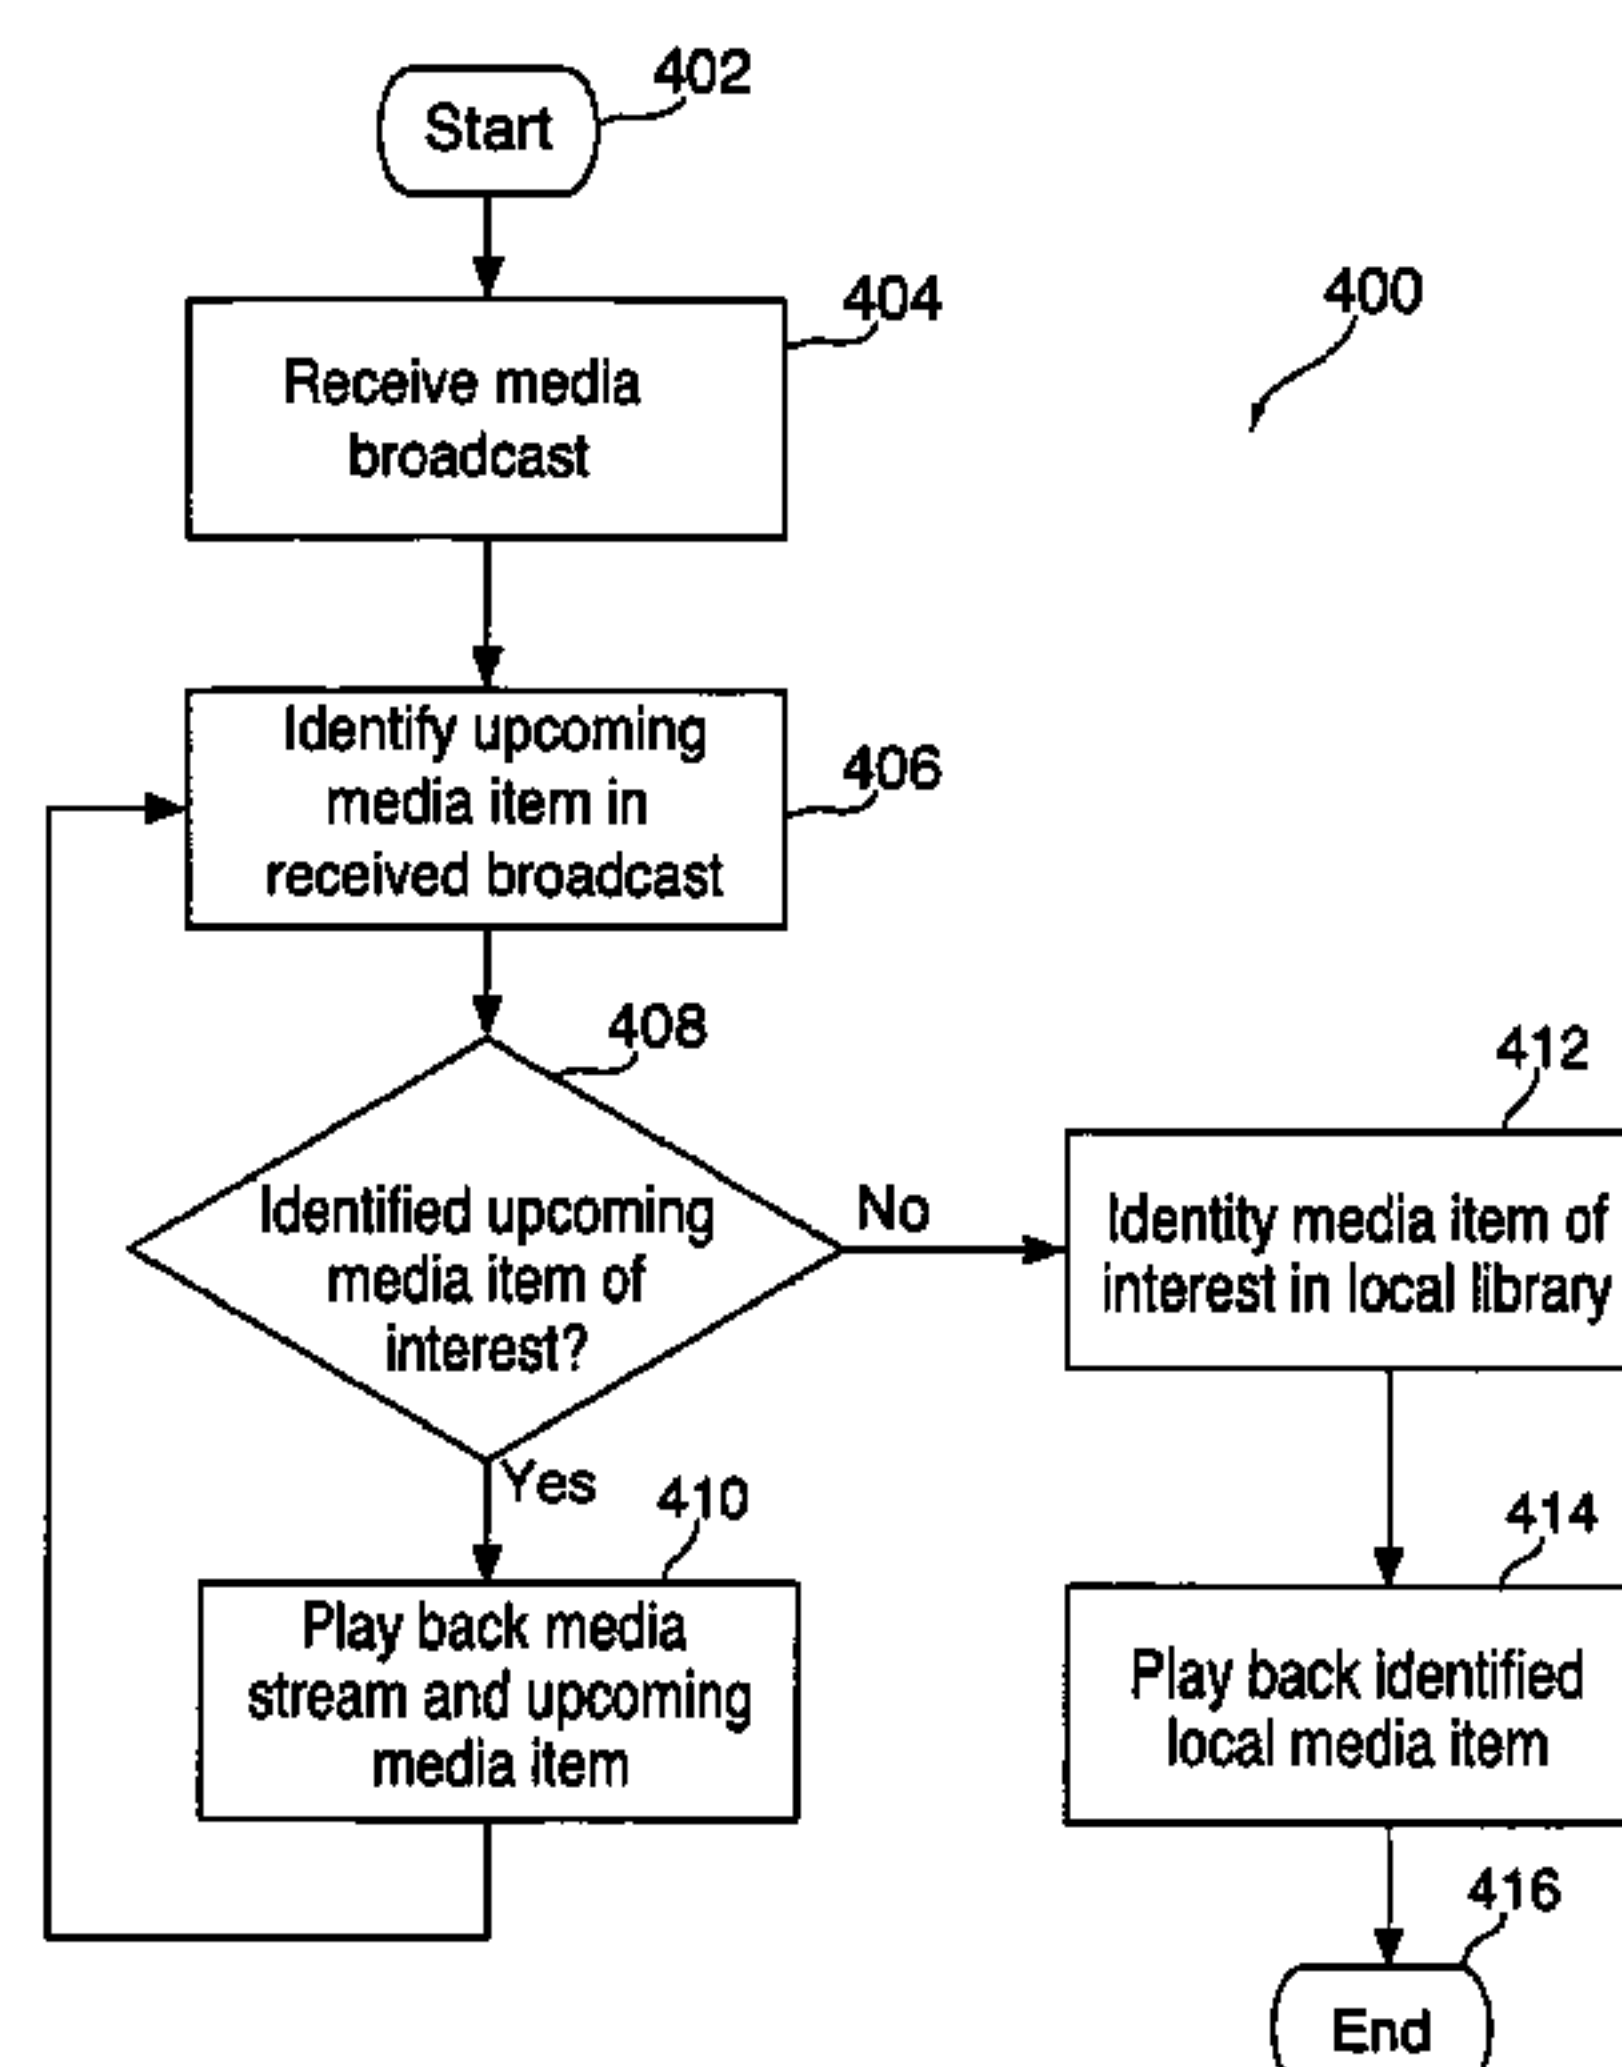 402
Start
404
400
Receive media
broadcast
Identify upcoming
media item in
received broadcast
406
408
412
Identified upcoming
media item of
interest?
No
Identity media item of
interest in local library
Yes
410
414
Play back media
stream and upcoming
media item
Play back identified
local media item
416
End